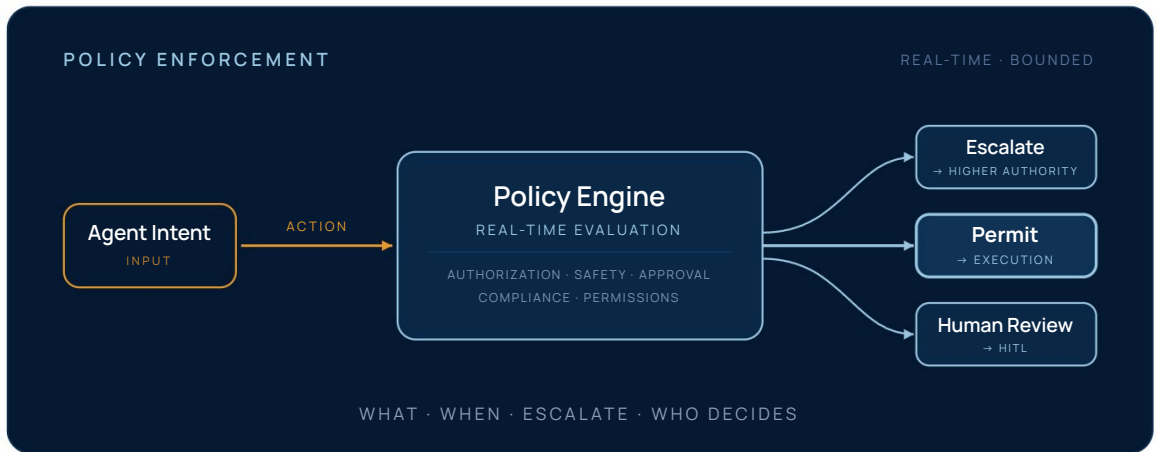 POLICY ENFORCEMENT
REAL-TIME · BOUNDED
Agent Intent
INPUT
ACTION
Policy Engine
REAL-TIME EVALUATION
AUTHORIZATION · SAFETY · APPROVAL
COMPLIANCE · PERMISSIONS
Escalate
→ HIGHER AUTHORITY
Permit
→ EXECUTION
Human Review
→ HITL
WHAT · WHEN · ESCALATE · WHO DECIDES